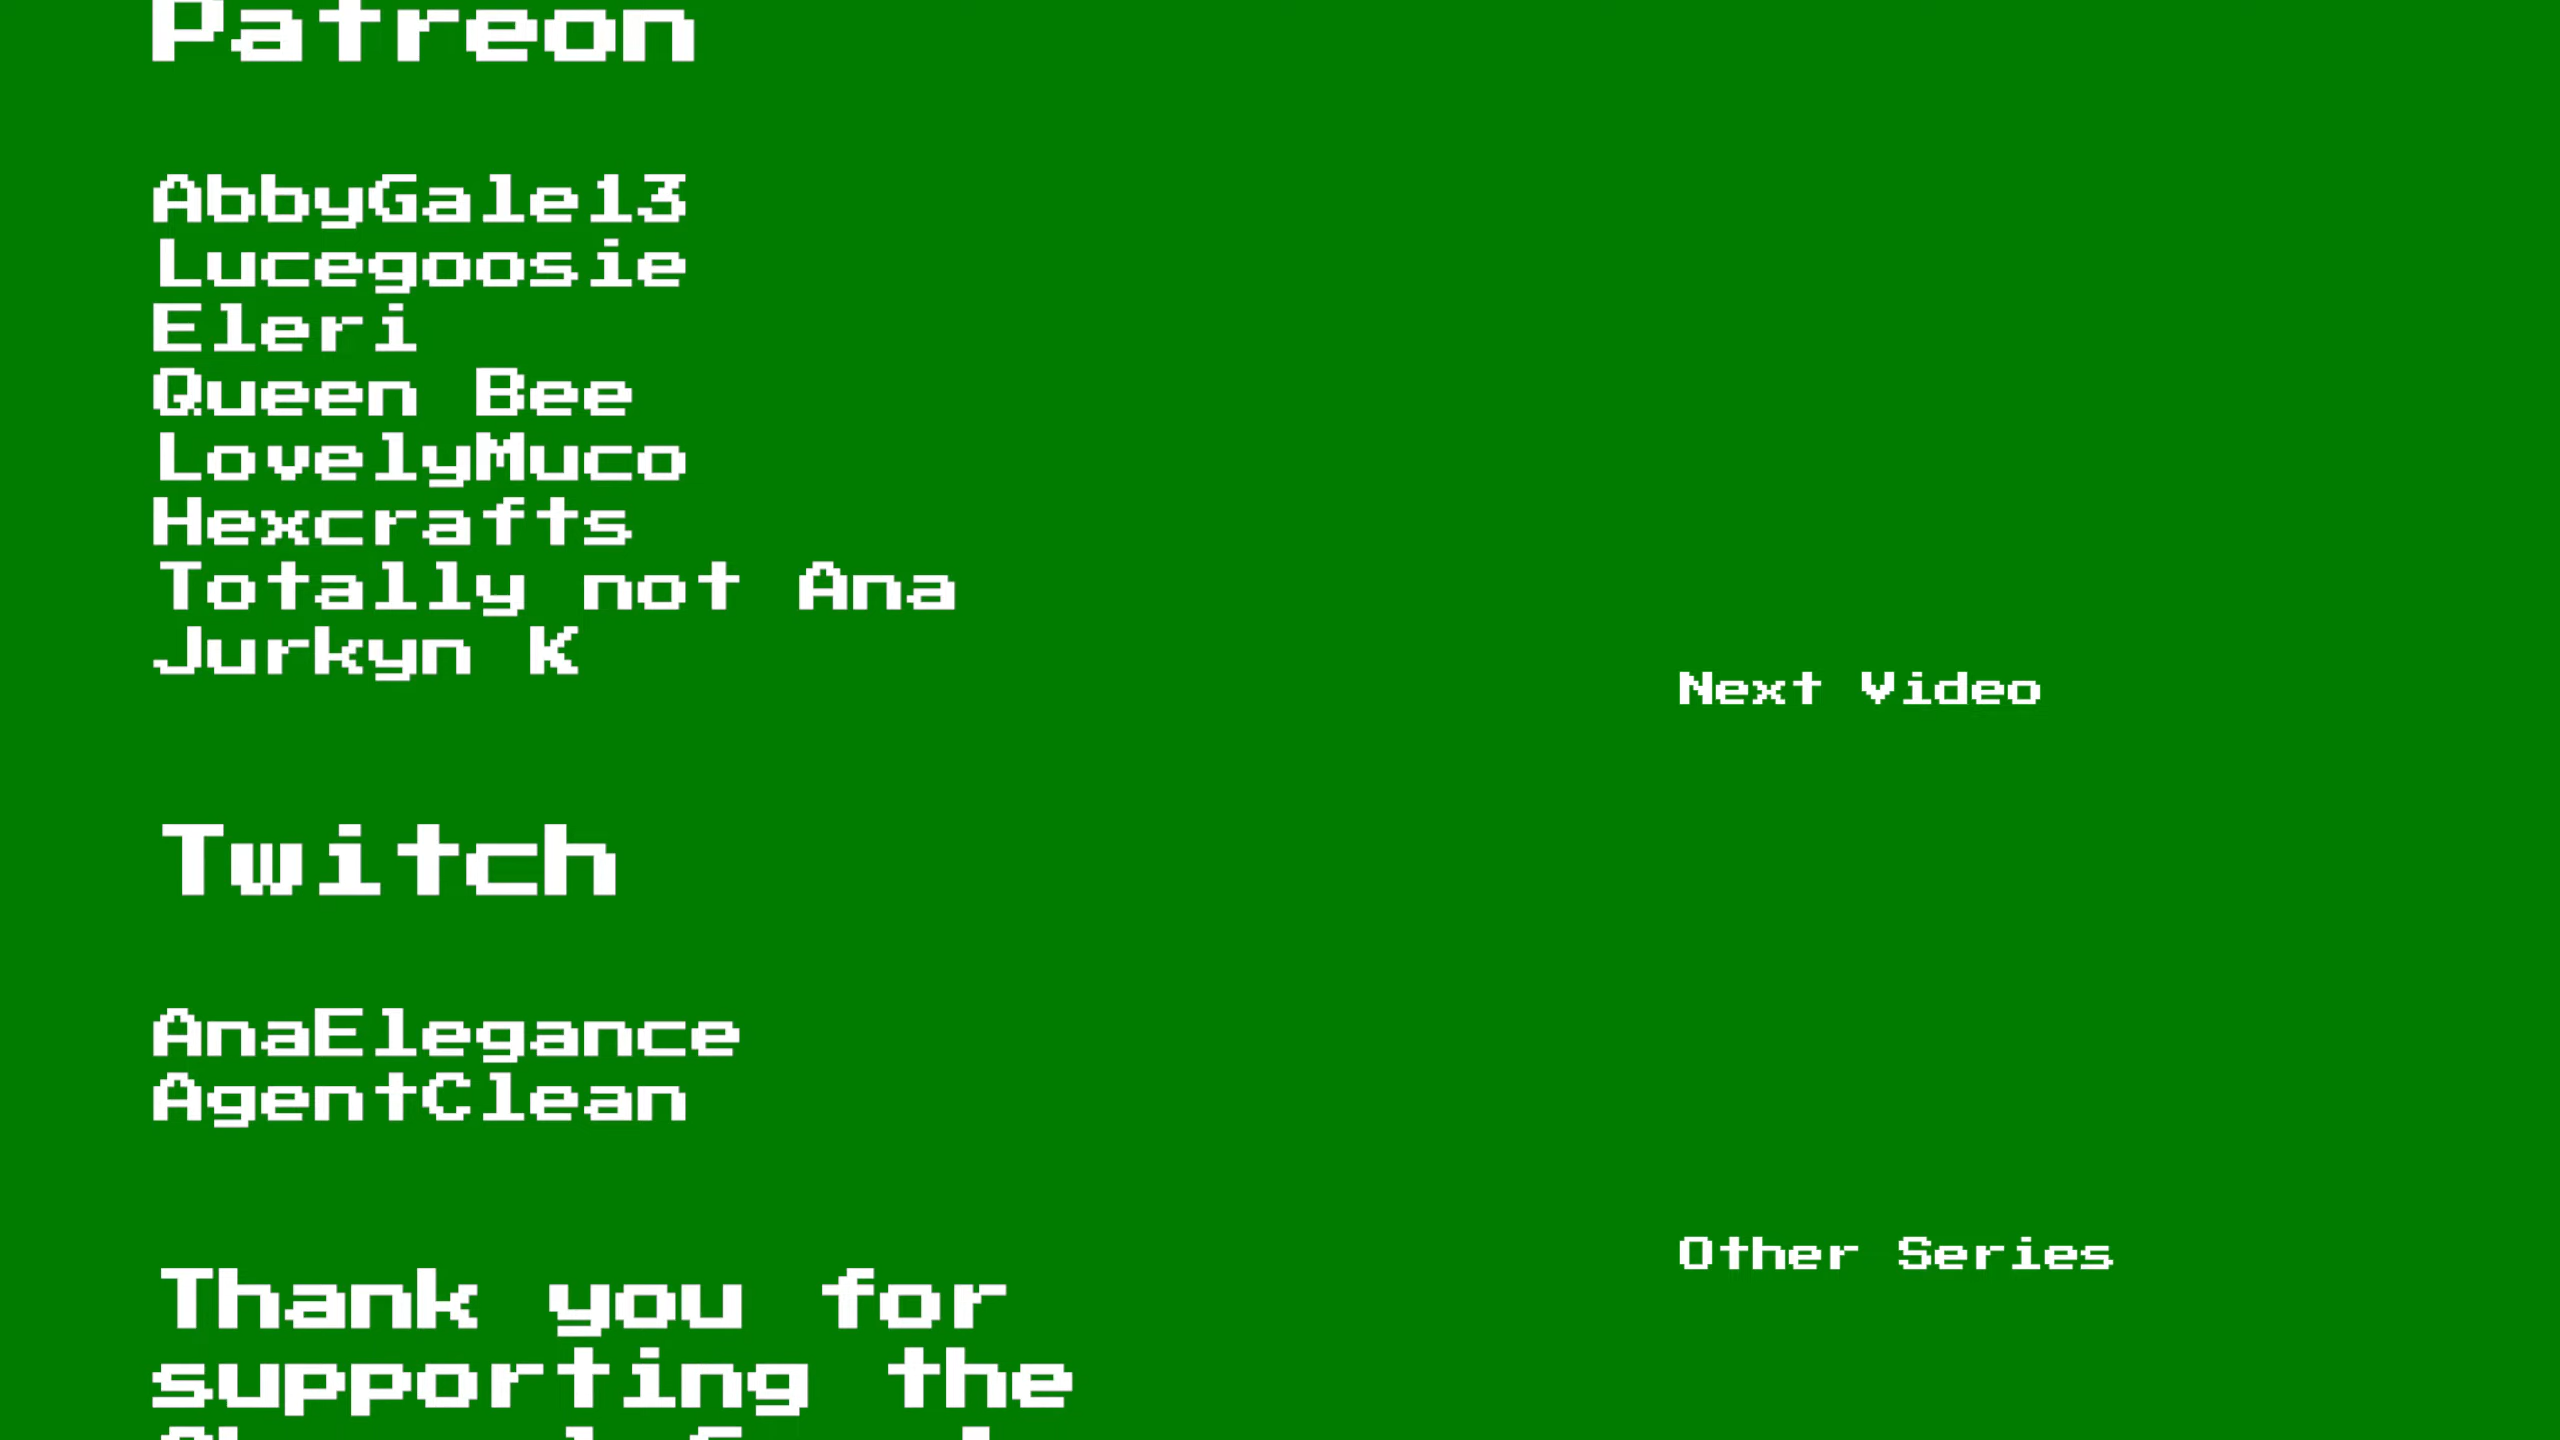 Patreon
AbbyGale13
Lucegoosie
Eleri
Queen Bee
LovelyMuco
Hexcrafts
Totally not Ana
Jurkyn K
Next Video
Twitch
AnaElegance
AgentClean
Other Series
Thank you for
supporting the